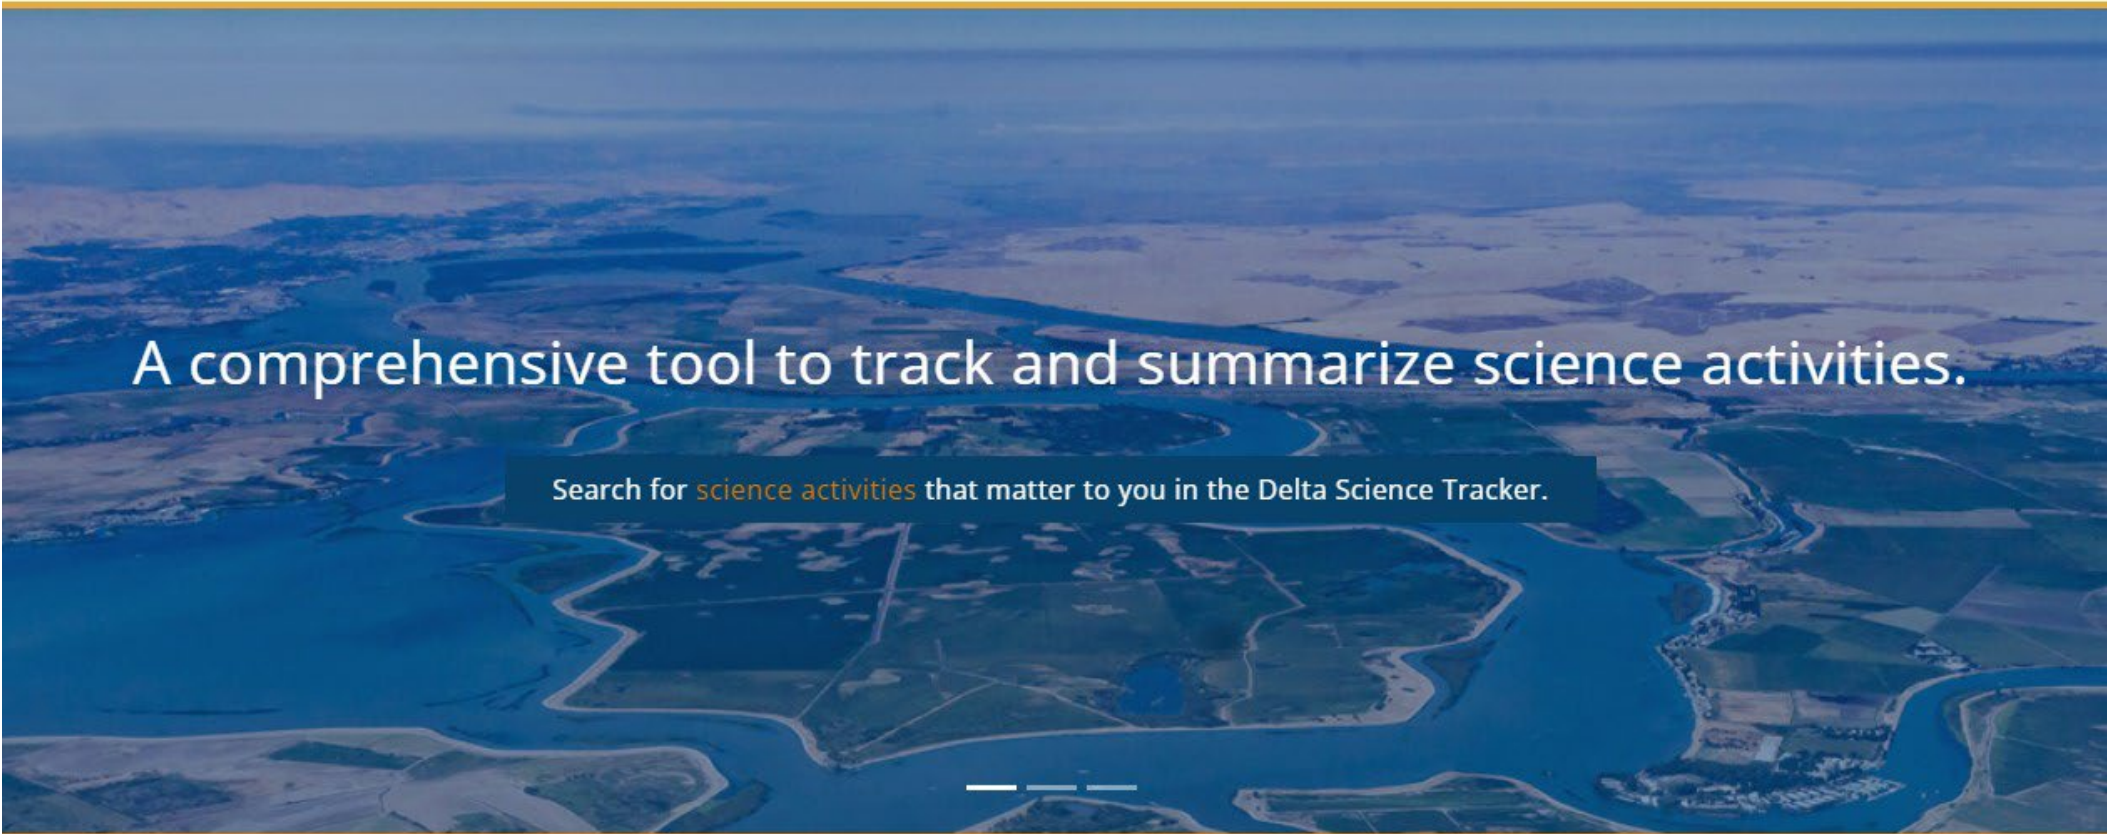 A comprehensive tool to track and summarize science activities.
Search for science activities that matter to you in the Delta Science Tracker.